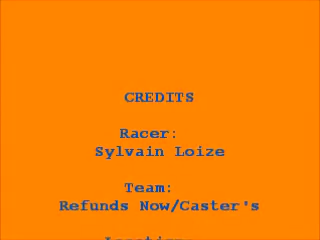 CREDITS
Racer:
Sylvain Loize
Team:
Refunds Now/Caster's